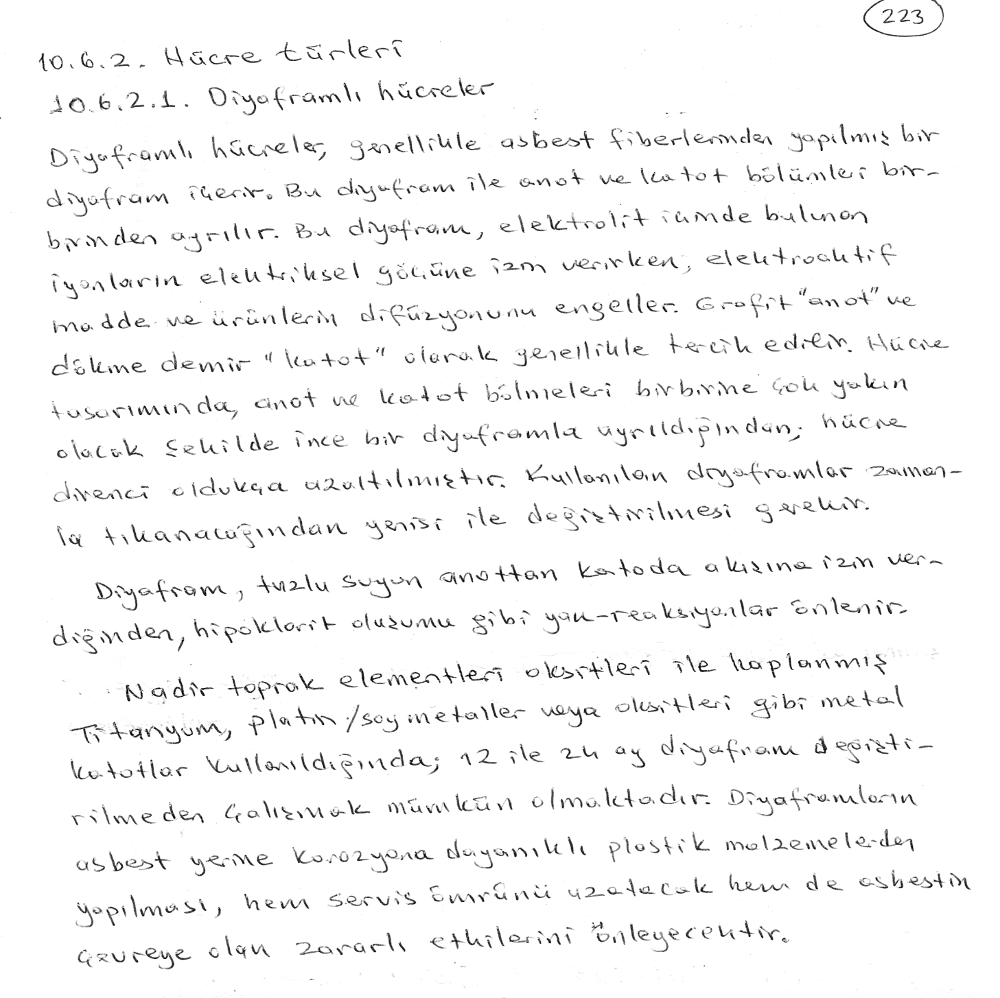 223
10.6.2. Hücre türleri
10.6.2.1. Diyaframlı hücreler
Diyaframlı hücreler, genellikle asbest fiberlerinden yapılmış bir
diyafram içerir. Bu diyafram ile anot ve katot bölümleri bir-
birinden ayrılır. Bu diyafram, elektrolit içinde bulunan
iyonların elektriksel göçüne izin verirken, elektroaktif
madde ve ürünlerin difüzyonunu engeller. Grafit "anot" ve
dökme demir "katot" olarak genellikle tercih edilir. Hücre
tasarımında, anot ve katot bölmeleri birbirine çok yakın
olacak şekilde ince bir diyaframla ayrıldığından, hücre
direnci oldukça azaltılmıştır. Kullanılan diyaframlar zaman-
la tıkanacağından yenisi ile değiştirilmesi gerekir.
Diyafram, tuzlu suyun anottan katoda akışına izin ver-
diğinden, hipoklorit oluşumu gibi yan-reaksiyonlar önlenir.
Nadir toprak elementleri oksitleri ile kaplanmış
Titanyum, platin/soy metaller veya oksitleri gibi metal
katotlar kullanıldığında; 12 ile 24 ay diyafram değişti-
rilmeden çalışmak mümkün olmaktadır. Diyaframların
asbest yerine korozyona dayanıklı plastik malzemelerden
yapılması, hem servis ömrünü uzatacak hem de asbestin
çevreye olan zararlı etkilerini önleyecektir.